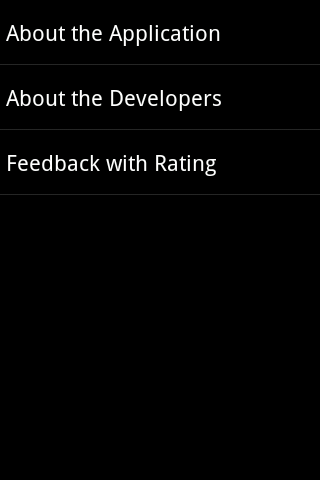 About the Application
About the Developers
Feedback with Rating